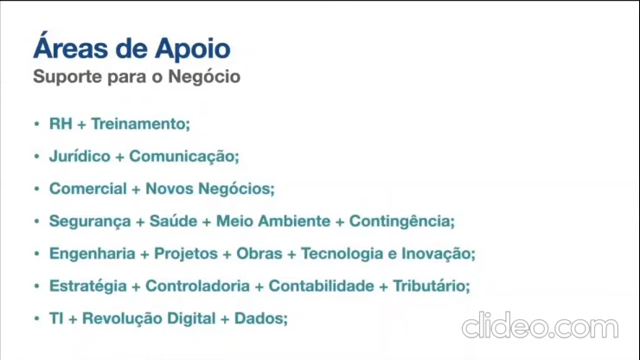 Áreas de Apoio
Suporte para o Negócio
• RH + Treinamento;
• Jurídico + Comunicação;
• Comercial + Novos Negócios;
• Segurança + Saúde + Meio Ambiente + Contingência;
• Engenharia + Projetos + Obras + Tecnologia e Inovação;
• Estratégia + Controladoria + Contabilidade + Tributário;
• TI + Revolução Digital + Dados;
clideo.com